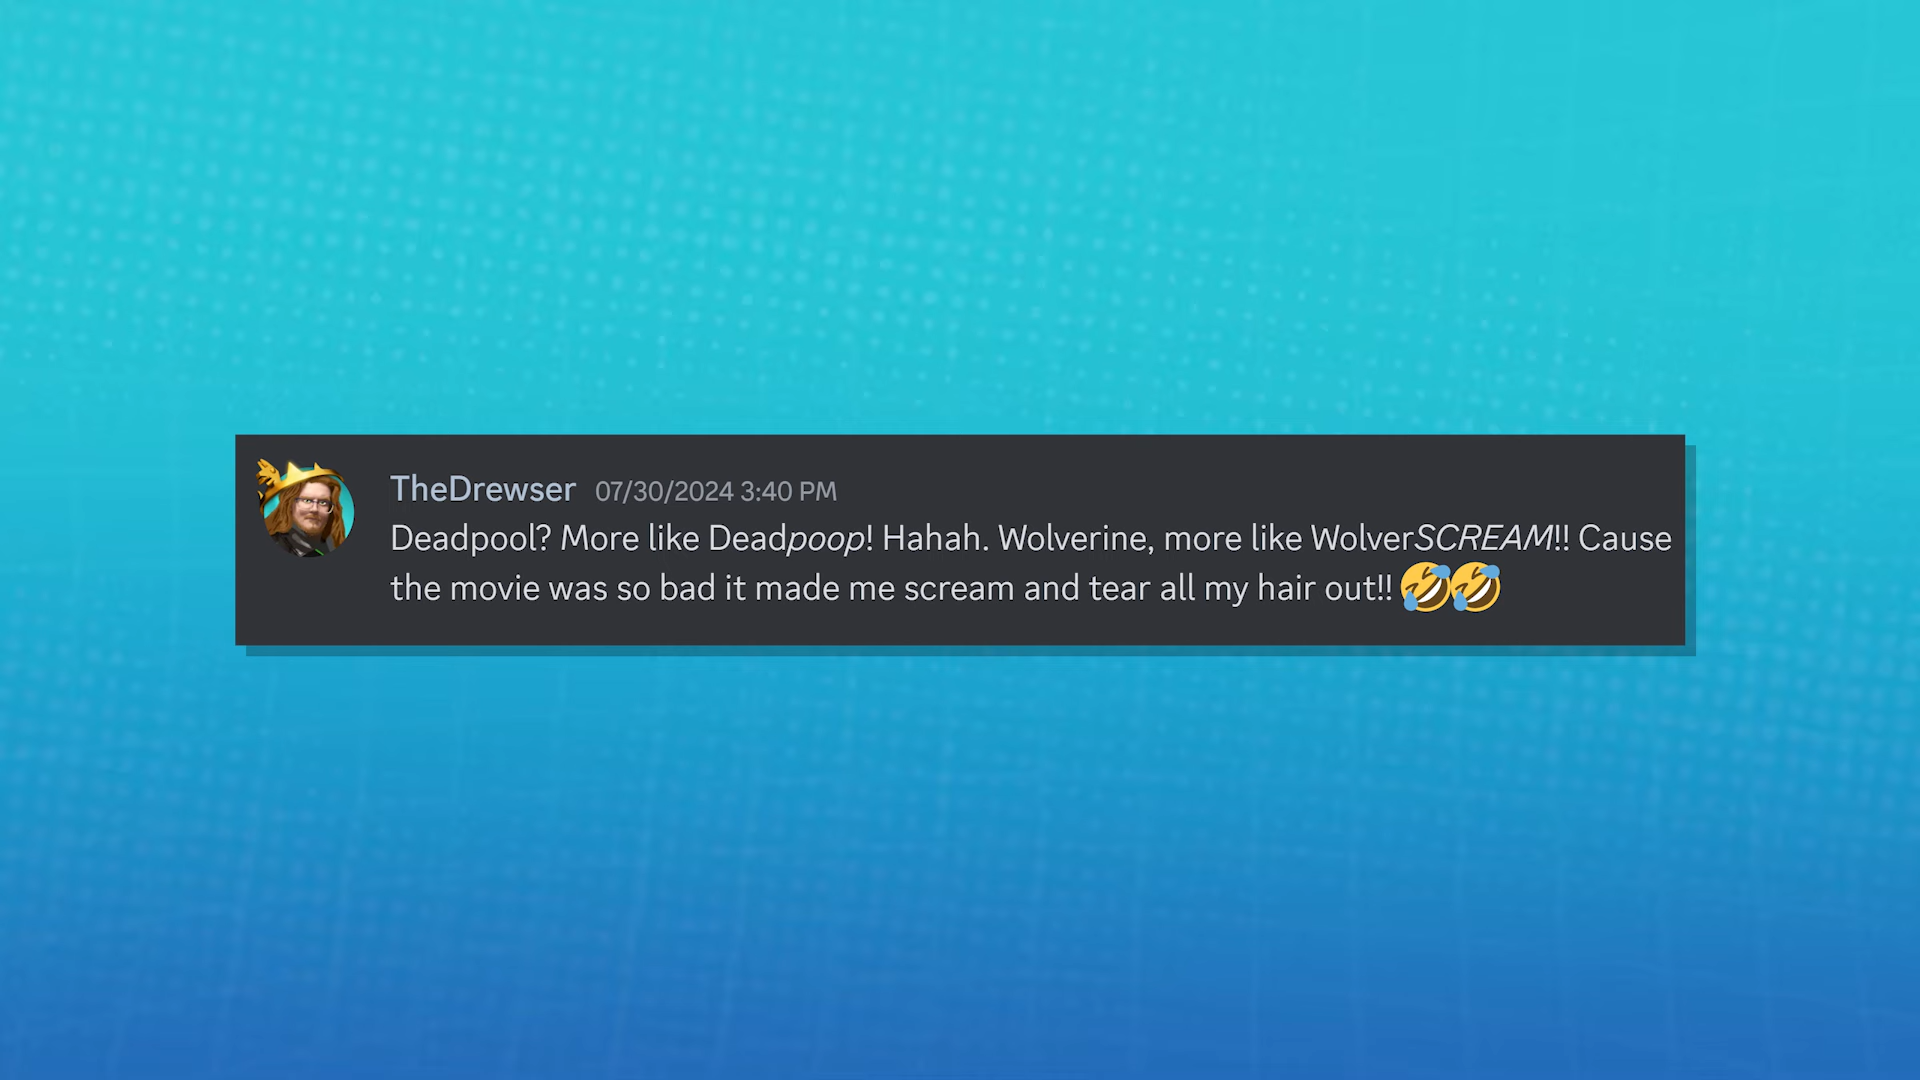 TheDrewser 07/30/2024 3:40 PM
Deadpool? More like Deadpoop! Hahah. Wolverine, more like WolverSCREAM!! Cause
the movie was so bad it made me scream and tear all my hair out!! 🤣🤣